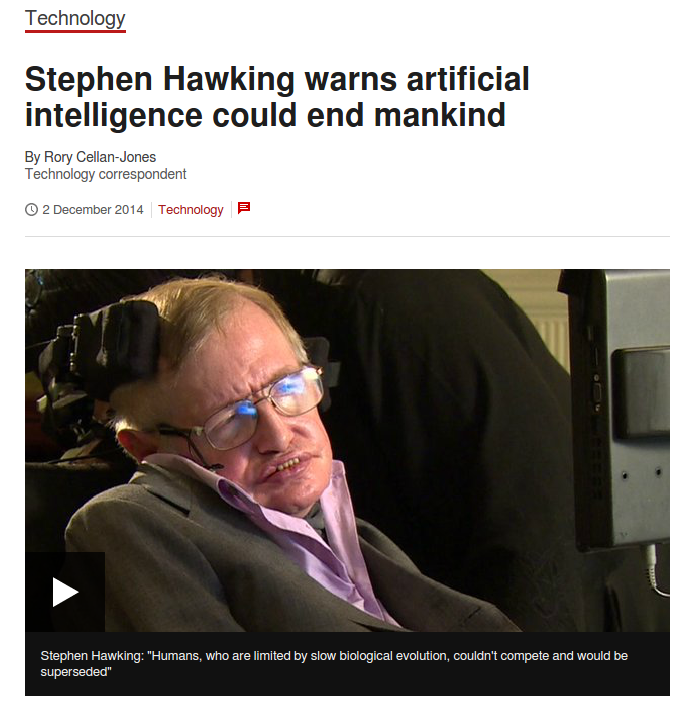 Technology
Stephen Hawking warns artificial
intelligence could end mankind
By Rory Cellan-Jones
Technology correspondent
2 December 2014
Technology
Stephen Hawking: "Humans, who are limited by slow biological evolution, couldn't compete and would be
superseded"